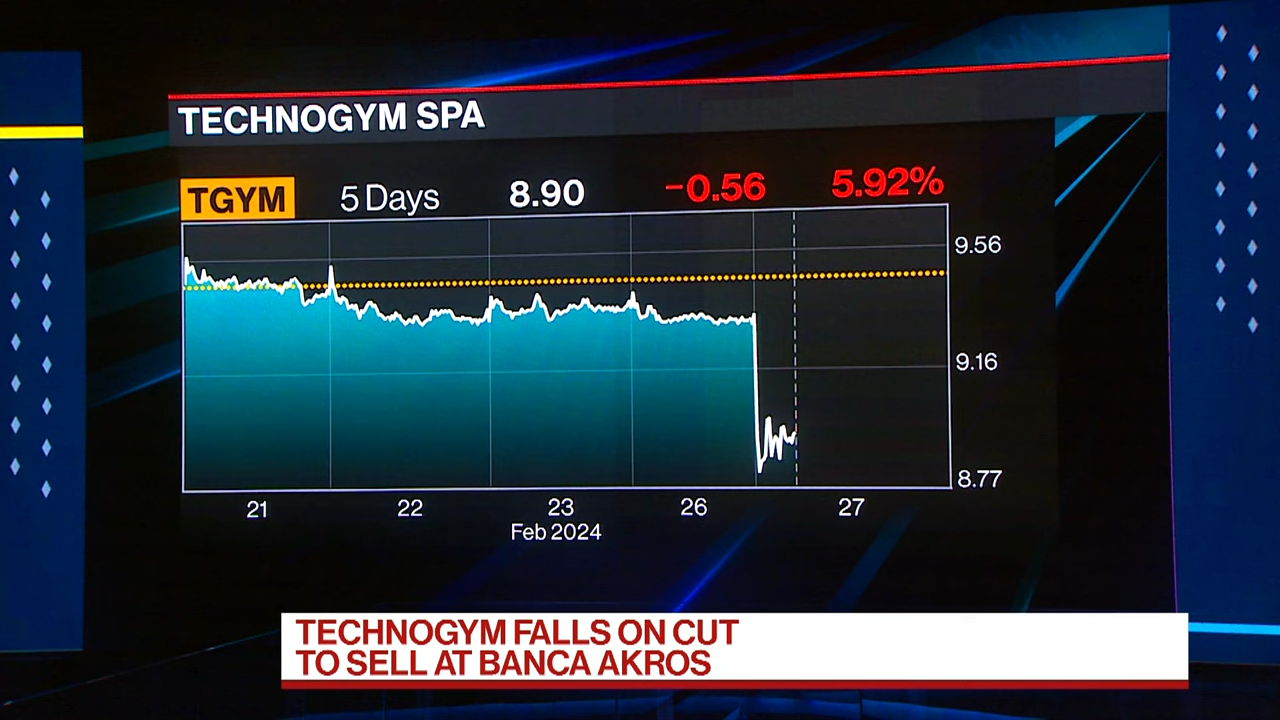 TECHNOGYM SPA
TGYM 5 Days 8.90 -0.56 5.92%
9.56
9.16
8.77
21 22 23 26 27
Feb 2024
TECHNOGYM FALLS ON CUT
TO SELL AT BANCA AKROS